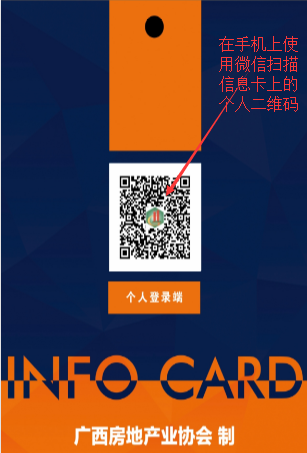 在手机上使
用微信扫描
信息卡上的
个人二维码
个人登录端
INFO CARD
广西房地产业协会 制